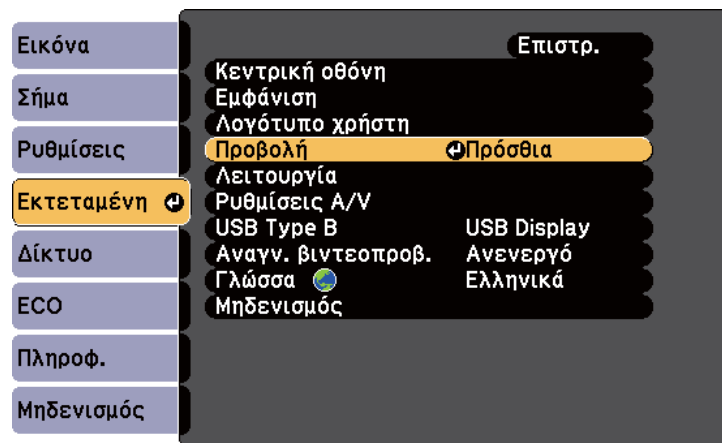 Εικόνα
Σήμα
Ρυθμίσεις
Εκτεταμένη
Δίκτυο
ECO
Πληροφ.
Μηδενισμός
Επιστρ.
Κεντρική οθόνη
Εμφάνιση
Λογότυπο χρήστη
Προβολή Πρόσθια
Λειτουργία
Ρυθμίσεις A/V
USB Type B USB Display
Αναγν. βιντεοπροβ. Ανενεργό
Γλώσσα Ελληνικά
Μηδενισμός